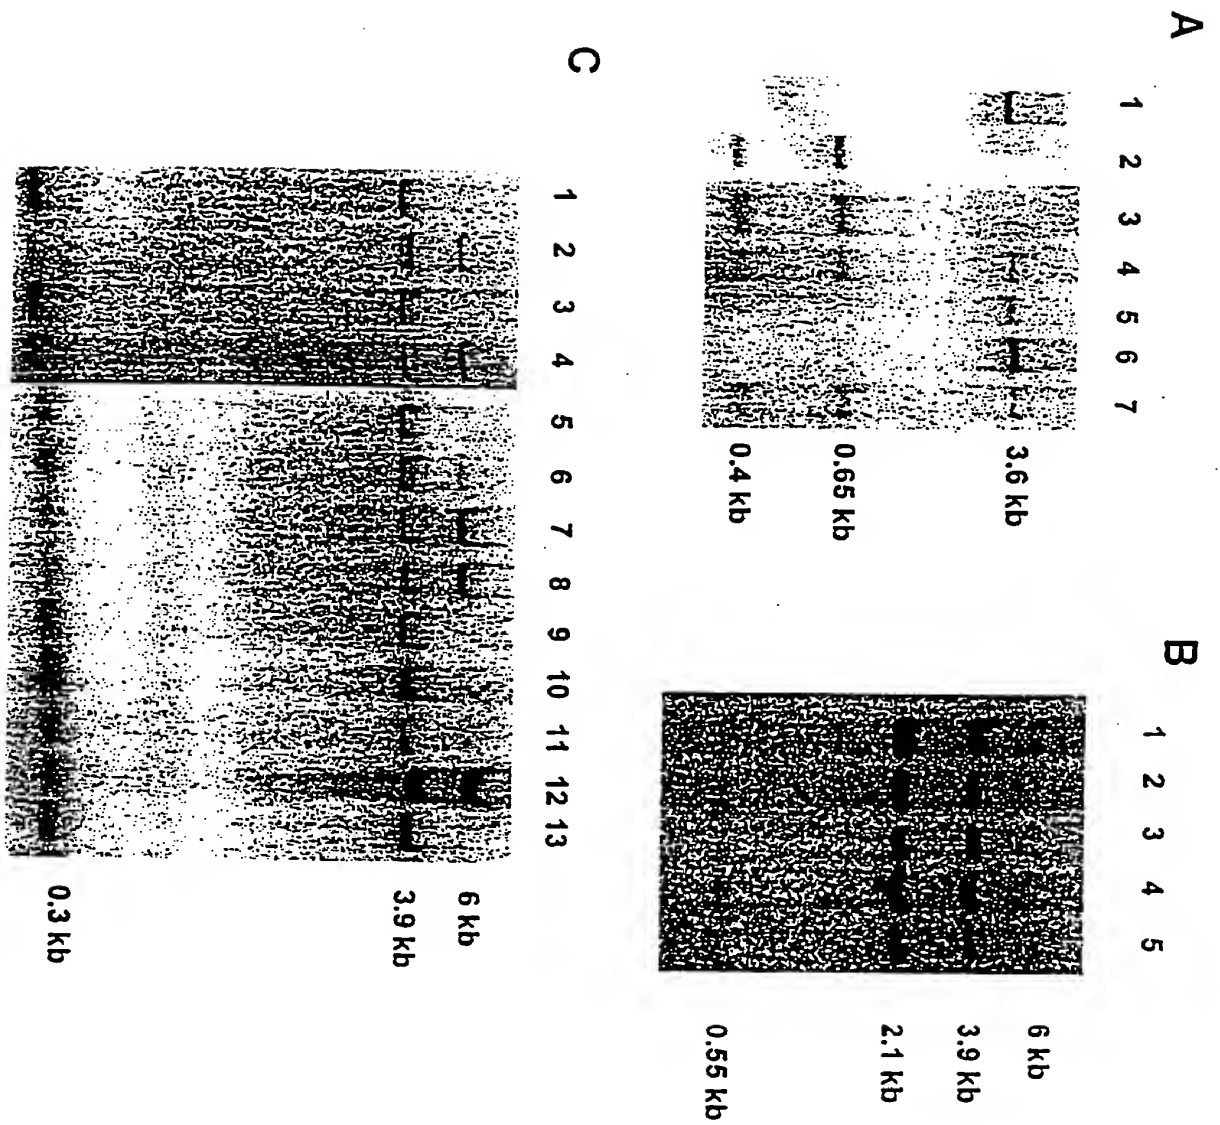 A
1 2 3 4 5 6 7
3.6 kb
0.65 kb
0.4 kb
B
1 2 3 4 5
6 kb
3.9 kb
2.1 kb
0.55 kb
C
1 2 3 4 5 6 7 8 9 10 11 12 13
6 kb
3.9 kb
0.3 kb